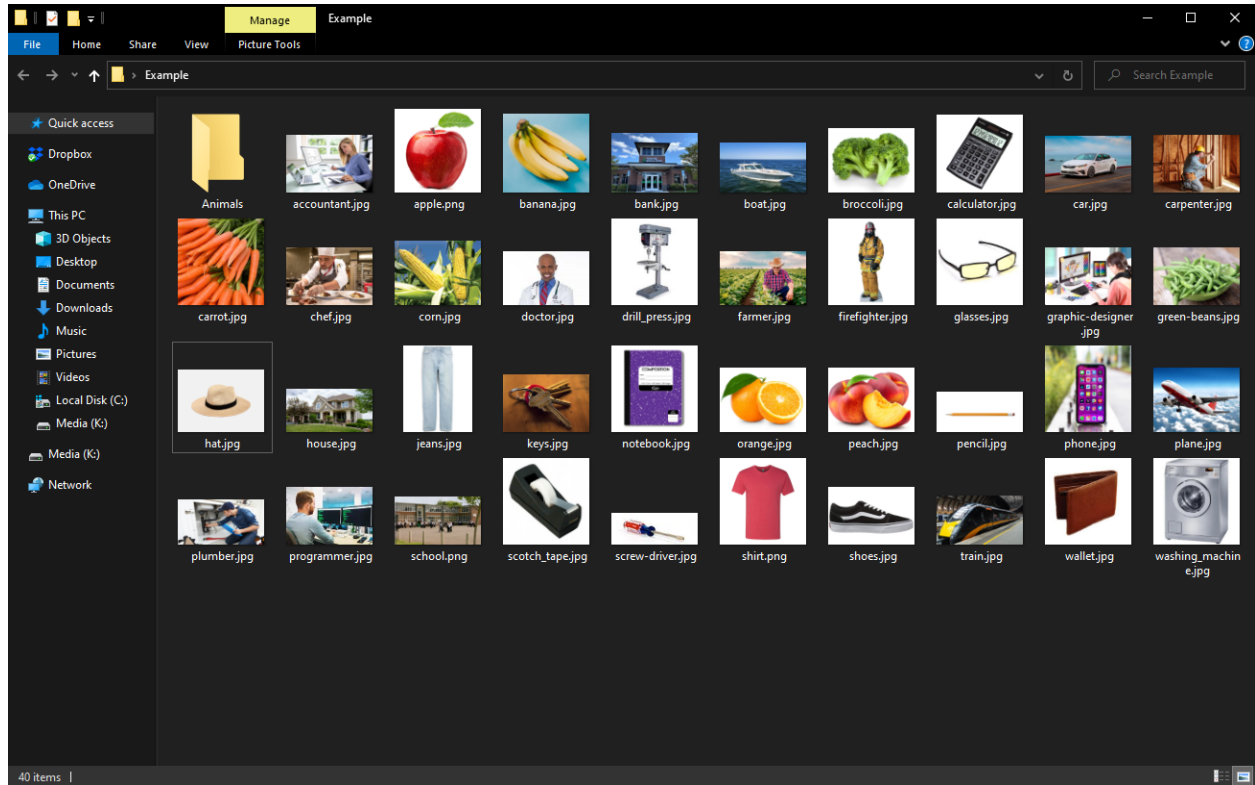 Manage
Example
File
Home
Share
View
Picture Tools
Example
Search Example
Quick access
Dropbox
OneDrive
This PC
3D Objects
Desktop
Documents
Downloads
Music
Pictures
Videos
Local Disk (C:)
Media (K:)
Media (K:)
Network
Animals
accountant.jpg
apple.png
banana.jpg
bank.jpg
boat.jpg
broccoli.jpg
calculator.jpg
car.jpg
carpenter.jpg
carrot.jpg
chef.jpg
corn.jpg
doctor.jpg
drill_press.jpg
farmer.jpg
firefighter.jpg
glasses.jpg
graphic-designer
.jpg
green-beans.jpg
hat.jpg
house.jpg
jeans.jpg
keys.jpg
COMPOSITION
notebook.jpg
orange.jpg
peach.jpg
pencil.jpg
phone.jpg
plane.jpg
plumber.jpg
programmer.jpg
school.png
scotch_tape.jpg
screw-driver.jpg
shirt.png
shoes.jpg
train.jpg
wallet.jpg
washing_machin
e.jpg
40 items